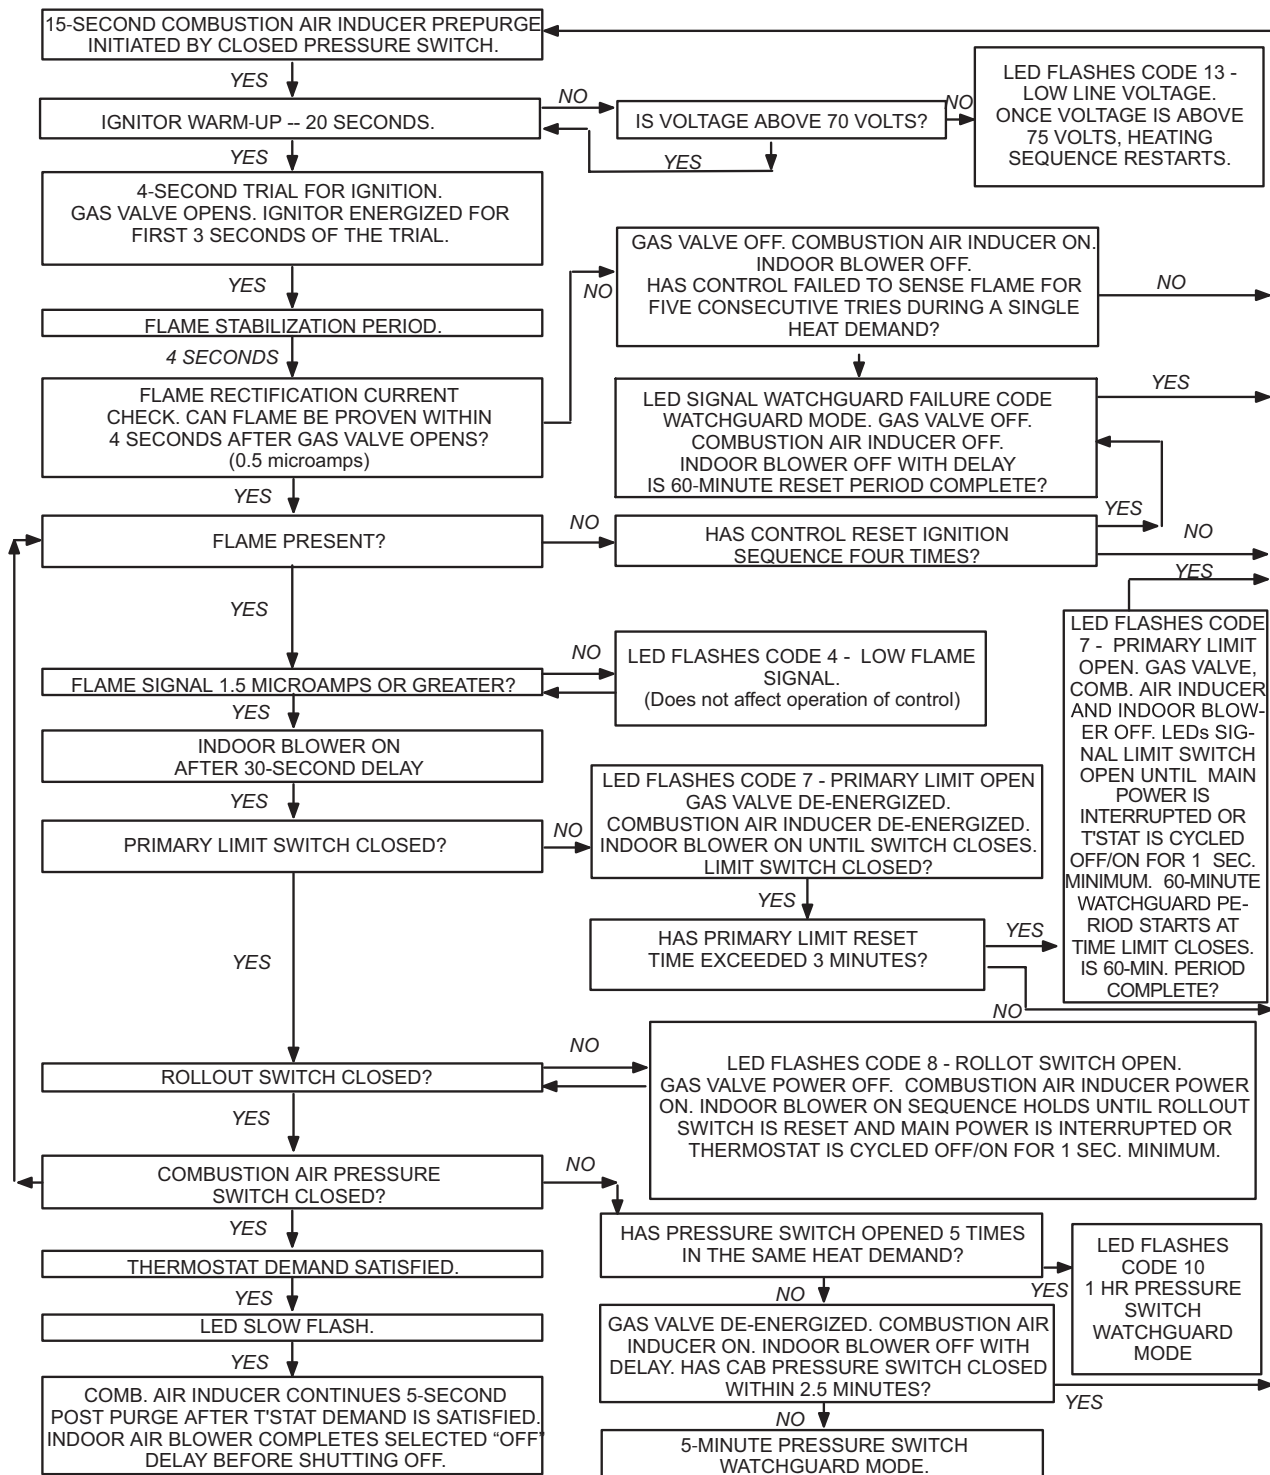 15-SECOND COMBUSTION AIR INDUCER PREPURGE
INITIATED BY CLOSED PRESSURE SWITCH.
YES
IGNITOR WARM-UP -- 20 SECONDS.
NO
IS VOLTAGE ABOVE 70 VOLTS?
YES
NO
LED FLASHES CODE 13 -
LOW LINE VOLTAGE.
ONCE VOLTAGE IS ABOVE
75 VOLTS, HEATING
SEQUENCE RESTARTS.
YES
4-SECOND TRIAL FOR IGNITION.
GAS VALVE OPENS. IGNITOR ENERGIZED FOR
FIRST 3 SECONDS OF THE TRIAL.
YES
FLAME STABILIZATION PERIOD.
4 SECONDS
FLAME RECTIFICATION CURRENT
CHECK. CAN FLAME BE PROVEN WITHIN
4 SECONDS AFTER GAS VALVE OPENS?
(0.5 microamps)
NO
GAS VALVE OFF. COMBUSTION AIR INDUCER ON.
INDOOR BLOWER OFF.
HAS CONTROL FAILED TO SENSE FLAME FOR
FIVE CONSECUTIVE TRIES DURING A SINGLE
HEAT DEMAND?
NO
LED SIGNAL WATCHGUARD FAILURE CODE
WATCHGUARD MODE. GAS VALVE OFF.
COMBUSTION AIR INDUCER OFF.
INDOOR BLOWER OFF WITH DELAY
IS 60-MINUTE RESET PERIOD COMPLETE?
YES
YES
FLAME PRESENT?
NO
HAS CONTROL RESET IGNITION
SEQUENCE FOUR TIMES?
YES
NO
YES
FLAME SIGNAL 1.5 MICROAMPS OR GREATER?
NO
LED FLASHES CODE 4 - LOW FLAME
SIGNAL.
(Does not affect operation of control)
YES
INDOOR BLOWER ON
AFTER 30-SECOND DELAY
YES
PRIMARY LIMIT SWITCH CLOSED?
NO
LED FLASHES CODE 7 - PRIMARY LIMIT OPEN
GAS VALVE DE-ENERGIZED.
COMBUSTION AIR INDUCER DE-ENERGIZED.
INDOOR BLOWER ON UNTIL SWITCH CLOSES.
LIMIT SWITCH CLOSED?
YES
HAS PRIMARY LIMIT RESET
TIME EXCEEDED 3 MINUTES?
YES
NO
YES
LED FLASHES CODE
7 - PRIMARY LIMIT
OPEN. GAS VALVE,
COMB. AIR INDUCER
AND INDOOR BLOW-
ER OFF. LEDs SIG-
NAL LIMIT SWITCH
OPEN UNTIL MAIN
POWER IS
INTERRUPTED OR
T'STAT IS CYCLED
OFF/ON FOR 1 SEC.
MINIMUM. 60-MINUTE
WATCHGUARD PE-
RIOD STARTS AT
TIME LIMIT CLOSES.
IS 60-MIN. PERIOD
COMPLETE?
YES
ROLLOUT SWITCH CLOSED?
NO
LED FLASHES CODE 8 - ROLLOT SWITCH OPEN.
GAS VALVE POWER OFF. COMBUSTION AIR INDUCER POWER
ON. INDOOR BLOWER ON SEQUENCE HOLDS UNTIL ROLLOUT
SWITCH IS RESET AND MAIN POWER IS INTERRUPTED OR
THERMOSTAT IS CYCLED OFF/ON FOR 1 SEC. MINIMUM.
YES
COMBUSTION AIR PRESSURE
SWITCH CLOSED?
NO
HAS PRESSURE SWITCH OPENED 5 TIMES
IN THE SAME HEAT DEMAND?
YES
LED FLASHES
CODE 10
1 HR PRESSURE
SWITCH
WATCHGUARD
MODE
NO
GAS VALVE DE-ENERGIZED. COMBUSTION AIR
INDUCER ON. INDOOR BLOWER OFF WITH
DELAY. HAS CAB PRESSURE SWITCH CLOSED
WITHIN 2.5 MINUTES?
YES
NO
5-MINUTE PRESSURE SWITCH
WATCHGUARD MODE.
YES
THERMOSTAT DEMAND SATISFIED.
YES
LED SLOW FLASH.
YES
COMB. AIR INDUCER CONTINUES 5-SECOND
POST PURGE AFTER T'STAT DEMAND IS SATISFIED.
INDOOR AIR BLOWER COMPLETES SELECTED “OFF”
DELAY BEFORE SHUTTING OFF.